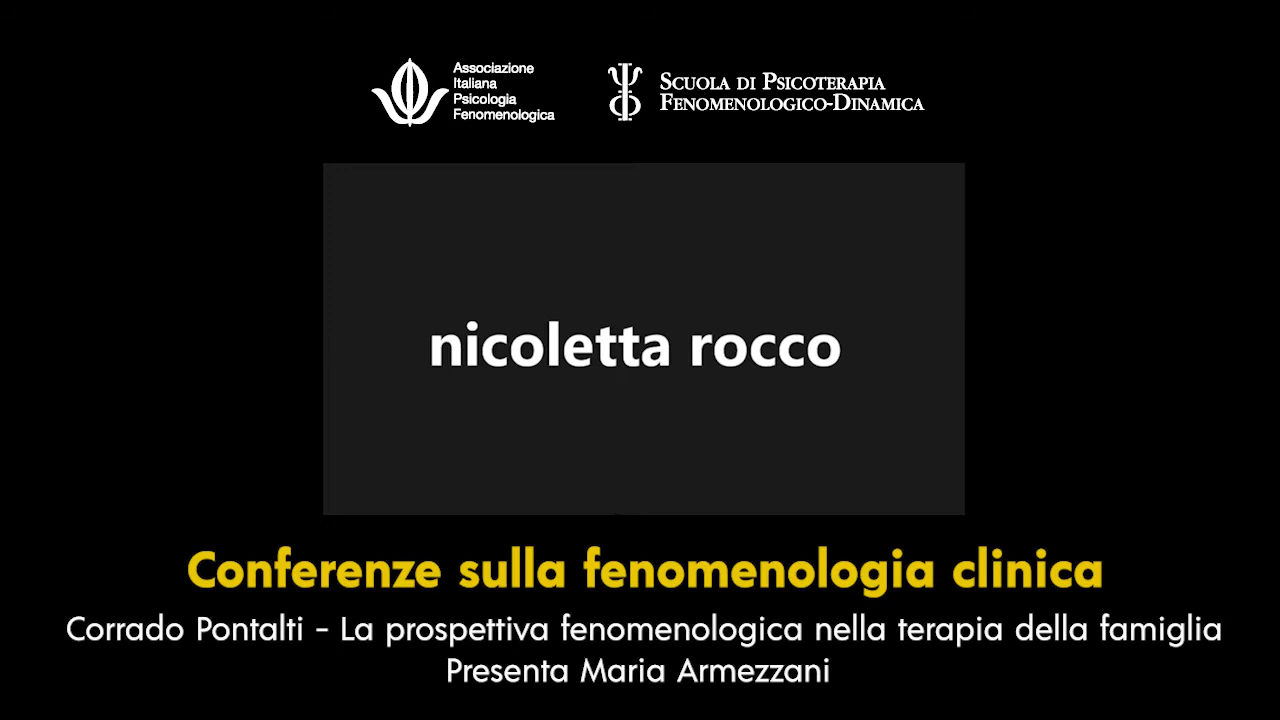 Associazione
Italiana
Psicologia
Fenomenologica
SCUOLA DI PSICOTERAPIA
FENOMENOLOGICO-DINAMICA
nicoletta rocco
Conferenze sulla fenomenologia clinica
Corrado Pontalti - La prospettiva fenomenologica nella terapia della famiglia
Presenta Maria Armezzani